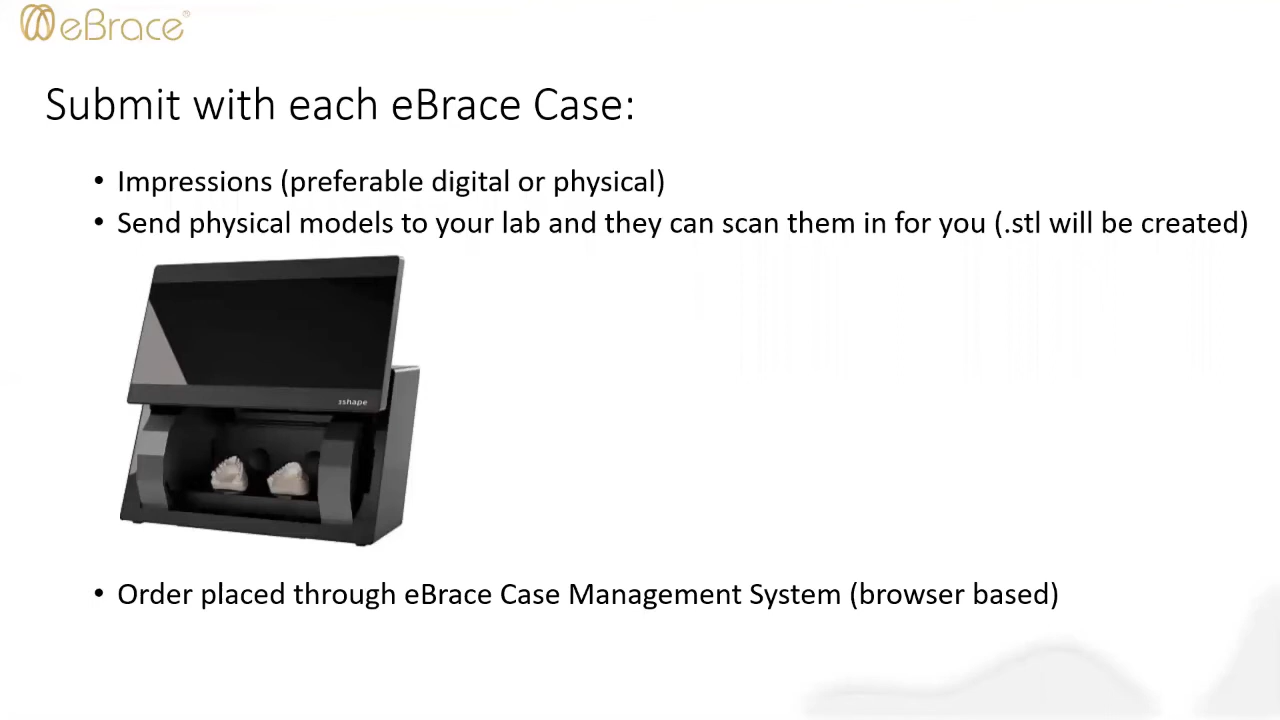 eBrace®
Submit with each eBrace Case:
• Impressions (preferable digital or physical)
• Send physical models to your lab and they can scan them in for you (.stl will be created)
3shape
• Order placed through eBrace Case Management System (browser based)